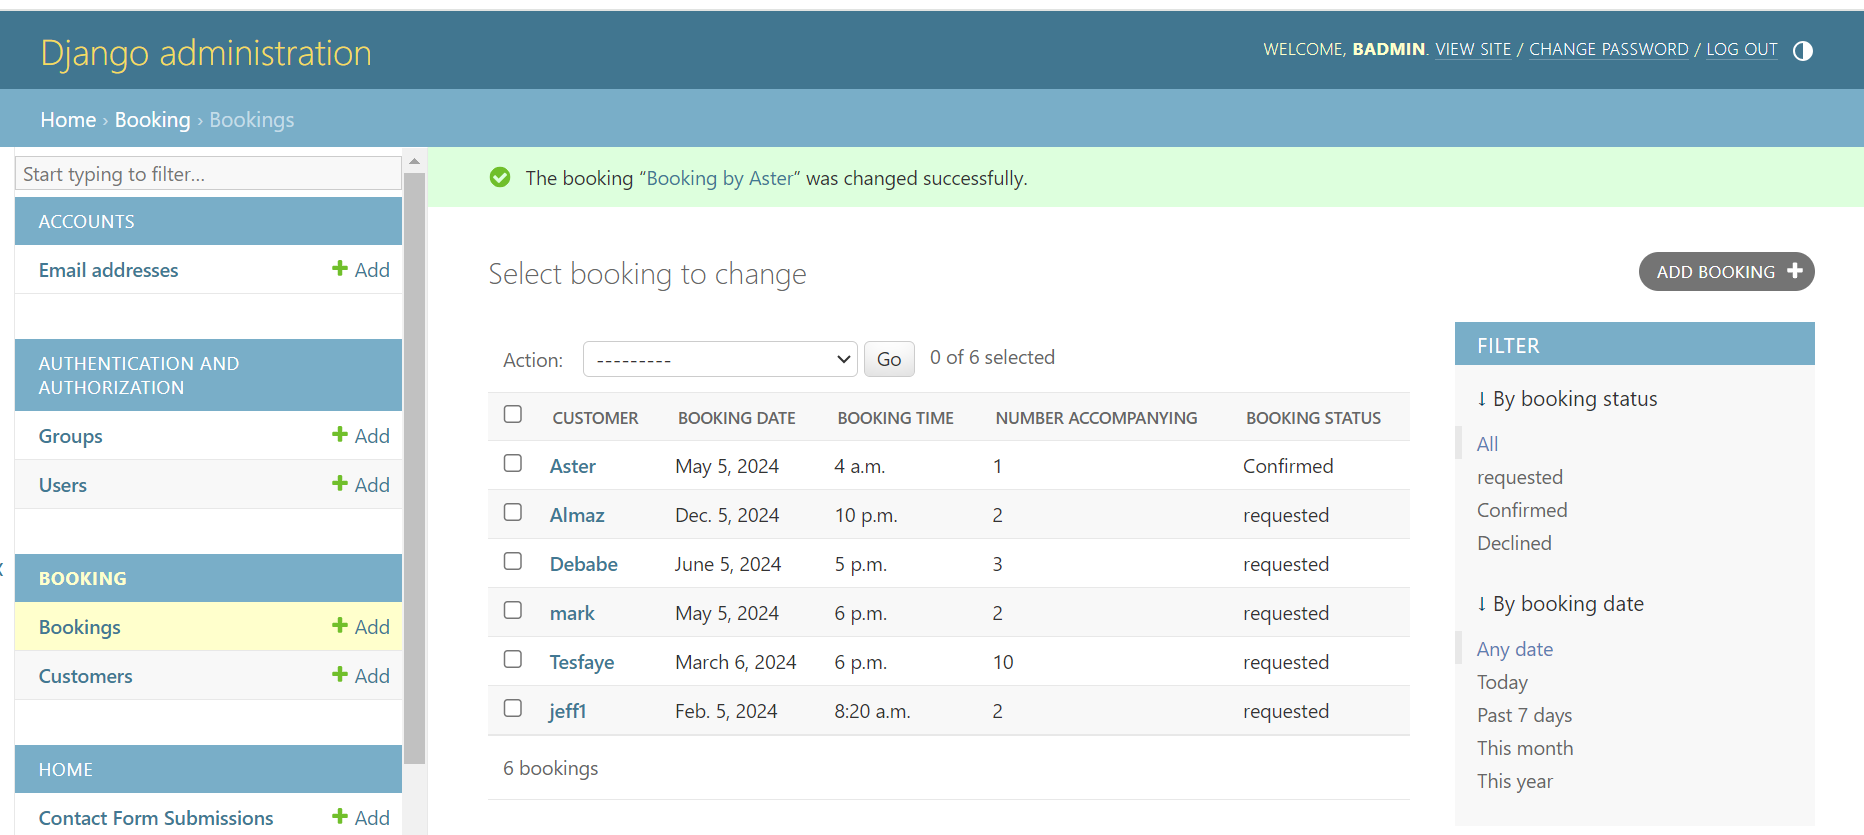 Django administration
WELCOME, BADMIN. VIEW SITE / CHANGE PASSWORD / LOG OUT
Home › Booking › Bookings
Start typing to filter...
ACCOUNTS
Email addresses + Add
AUTHENTICATION AND
AUTHORIZATION
Groups + Add
Users + Add
BOOKING
Bookings + Add
Customers + Add
HOME
Contact Form Submissions + Add
The booking “Booking by Aster” was changed successfully.
Select booking to change
ADD BOOKING +
Action: --------- Go 0 of 6 selected
CUSTOMER BOOKING DATE BOOKING TIME NUMBER ACCOMPANYING BOOKING STATUS
Aster May 5, 2024 4 a.m. 1 Confirmed
Almaz Dec. 5, 2024 10 p.m. 2 requested
Debabe June 5, 2024 5 p.m. 3 requested
mark May 5, 2024 6 p.m. 2 requested
Tesfaye March 6, 2024 6 p.m. 10 requested
jeff1 Feb. 5, 2024 8:20 a.m. 2 requested
6 bookings
FILTER
↓ By booking status
All
requested
Confirmed
Declined
↓ By booking date
Any date
Today
Past 7 days
This month
This year